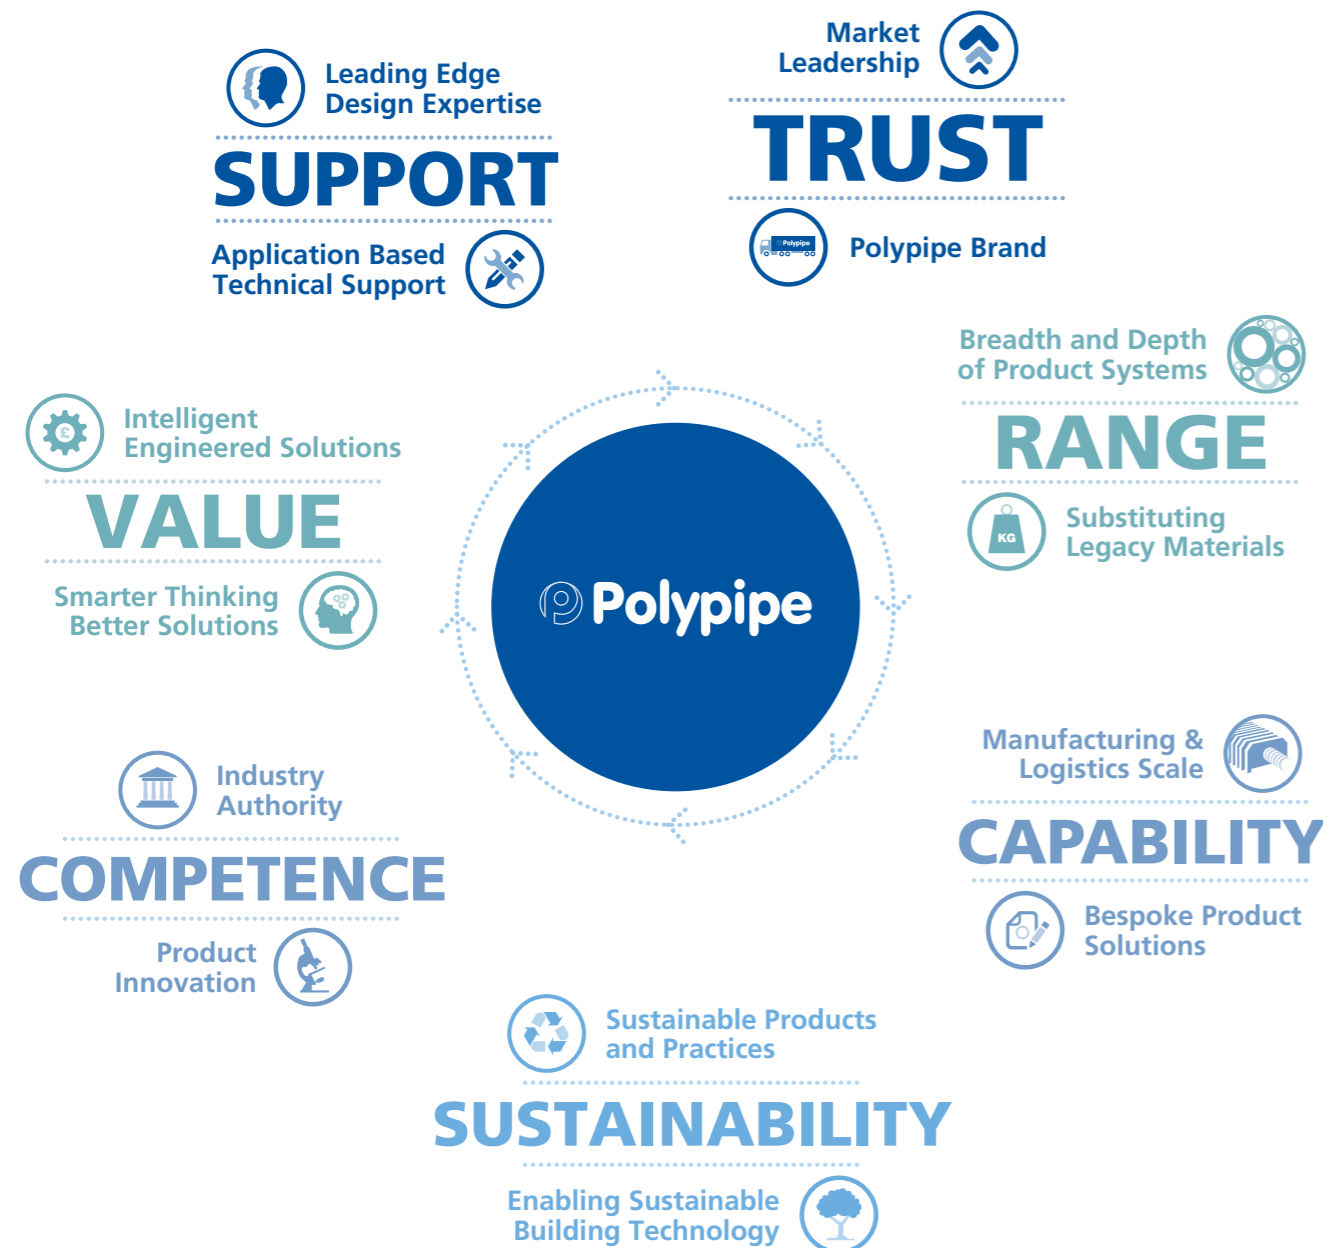 Leading Edge
Design Expertise
SUPPORT
Application Based
Technical Support
Market
Leadership
TRUST
Polypipe
Polypipe Brand
Breadth and Depth
of Product Systems
RANGE
KG
Substituting
Legacy Materials
£
Intelligent
Engineered Solutions
VALUE
Smarter Thinking
Better Solutions
Polypipe
Manufacturing &
Logistics Scale
CAPABILITY
Bespoke Product
Solutions
Industry
Authority
COMPETENCE
Product
Innovation
Sustainable Products
and Practices
SUSTAINABILITY
Enabling Sustainable
Building Technology